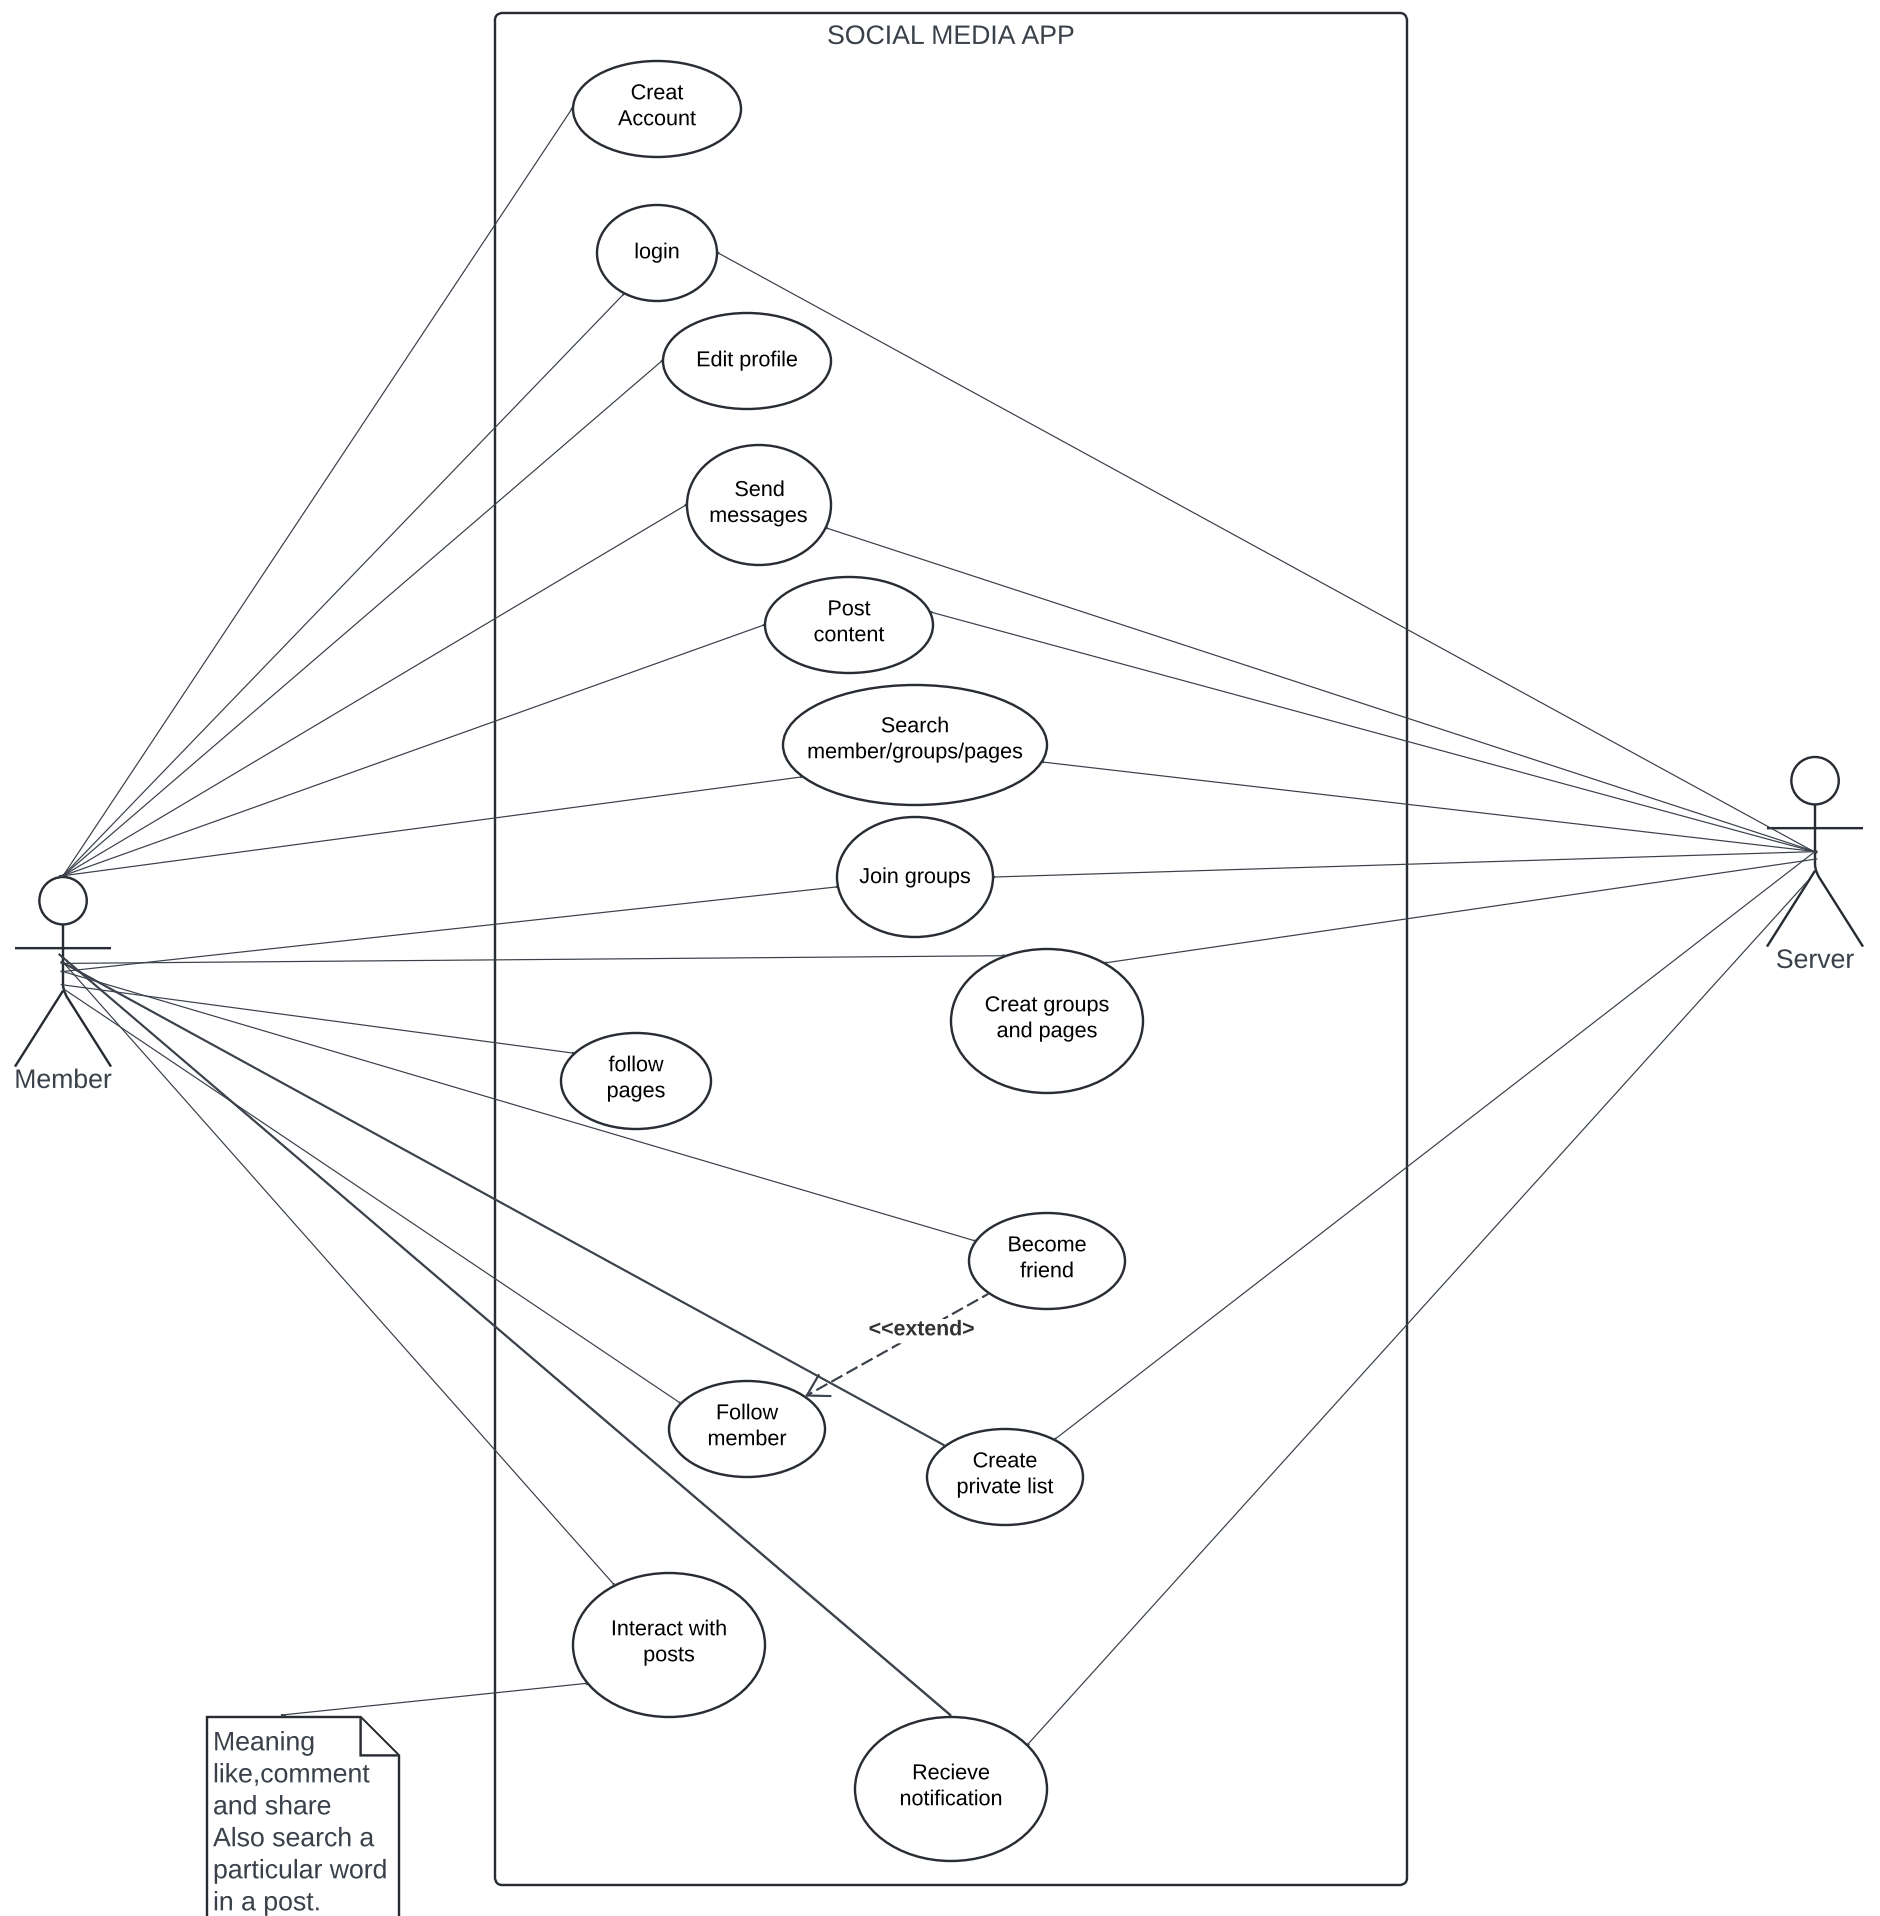 SOCIAL MEDIA APP
Creat
Account
login
Edit profile
Send
messages
Post
content
Search
member/groups/pages
Join groups
Server
Creat groups
and pages
Member
follow
pages
Become
friend
<<extend>
Follow
member
Create
private list
Interact with
posts
Meaning
like,comment
and share
Also search a
particular word
in a post.
Recieve
notification